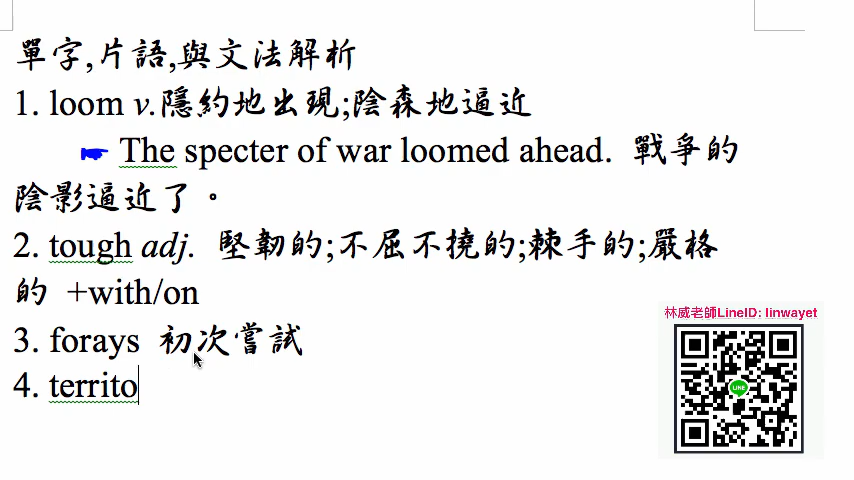 單字,片語,與文法解析
1. loom v.隱約地出現;陰森地逼近
☛ The specter of war loomed ahead. 戰爭的
陰影逼近了。
2. tough adj. 堅韌的;不屈不撓的;棘手的;嚴格
的 +with/on
3. forays 初次嘗試
4. territo
林威老師LineID: linwayet
LINE